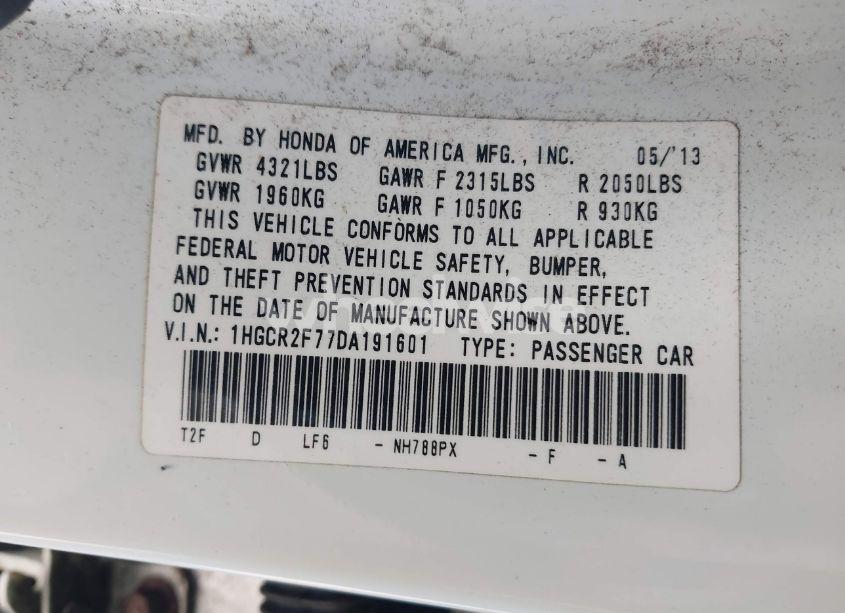 MFD. BY HONDA OF AMERICA MFG., INC. 05/'13
GVWR 4321LBS GAWR F 2315LBS R 2050LBS
GVWR 1960KG GAWR F 1050KG R 930KG
THIS VEHICLE CONFORMS TO ALL APPLICABLE
FEDERAL MOTOR VEHICLE SAFETY, BUMPER,
AND THEFT PREVENTION STANDARDS IN EFFECT
ON THE DATE OF MANUFACTURE SHOWN ABOVE.
V.I.N.: 1HGCR2F77DA191601 TYPE: PASSENGER CAR
T2F D LF6 - NH788PX - F - A